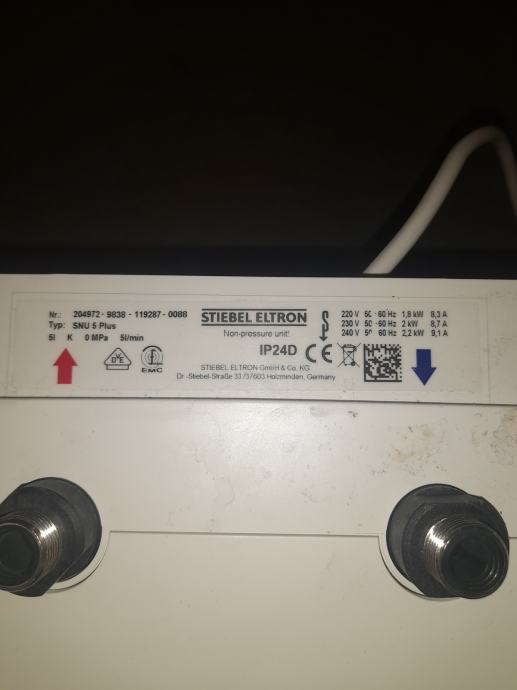 Nr.: 204972 - 9838 - 119287 - 0088
Typ: SNU 5 Plus
5l K 0 MPa 5l/min
DVE
EMC
STIEBEL ELTRON
Non-pressure unit!
IP24D CE
STIEBEL ELTRON GmbH & Co. KG
Dr.-Stiebel-Straße 33 /37603 Holzminden, Germany
220 V 50 - 60 Hz 1,8 kW 8,3 A
230 V 50 - 60 Hz 2 kW 8,7 A
240 V 50 - 60 Hz 2,2 kW 9,1 A